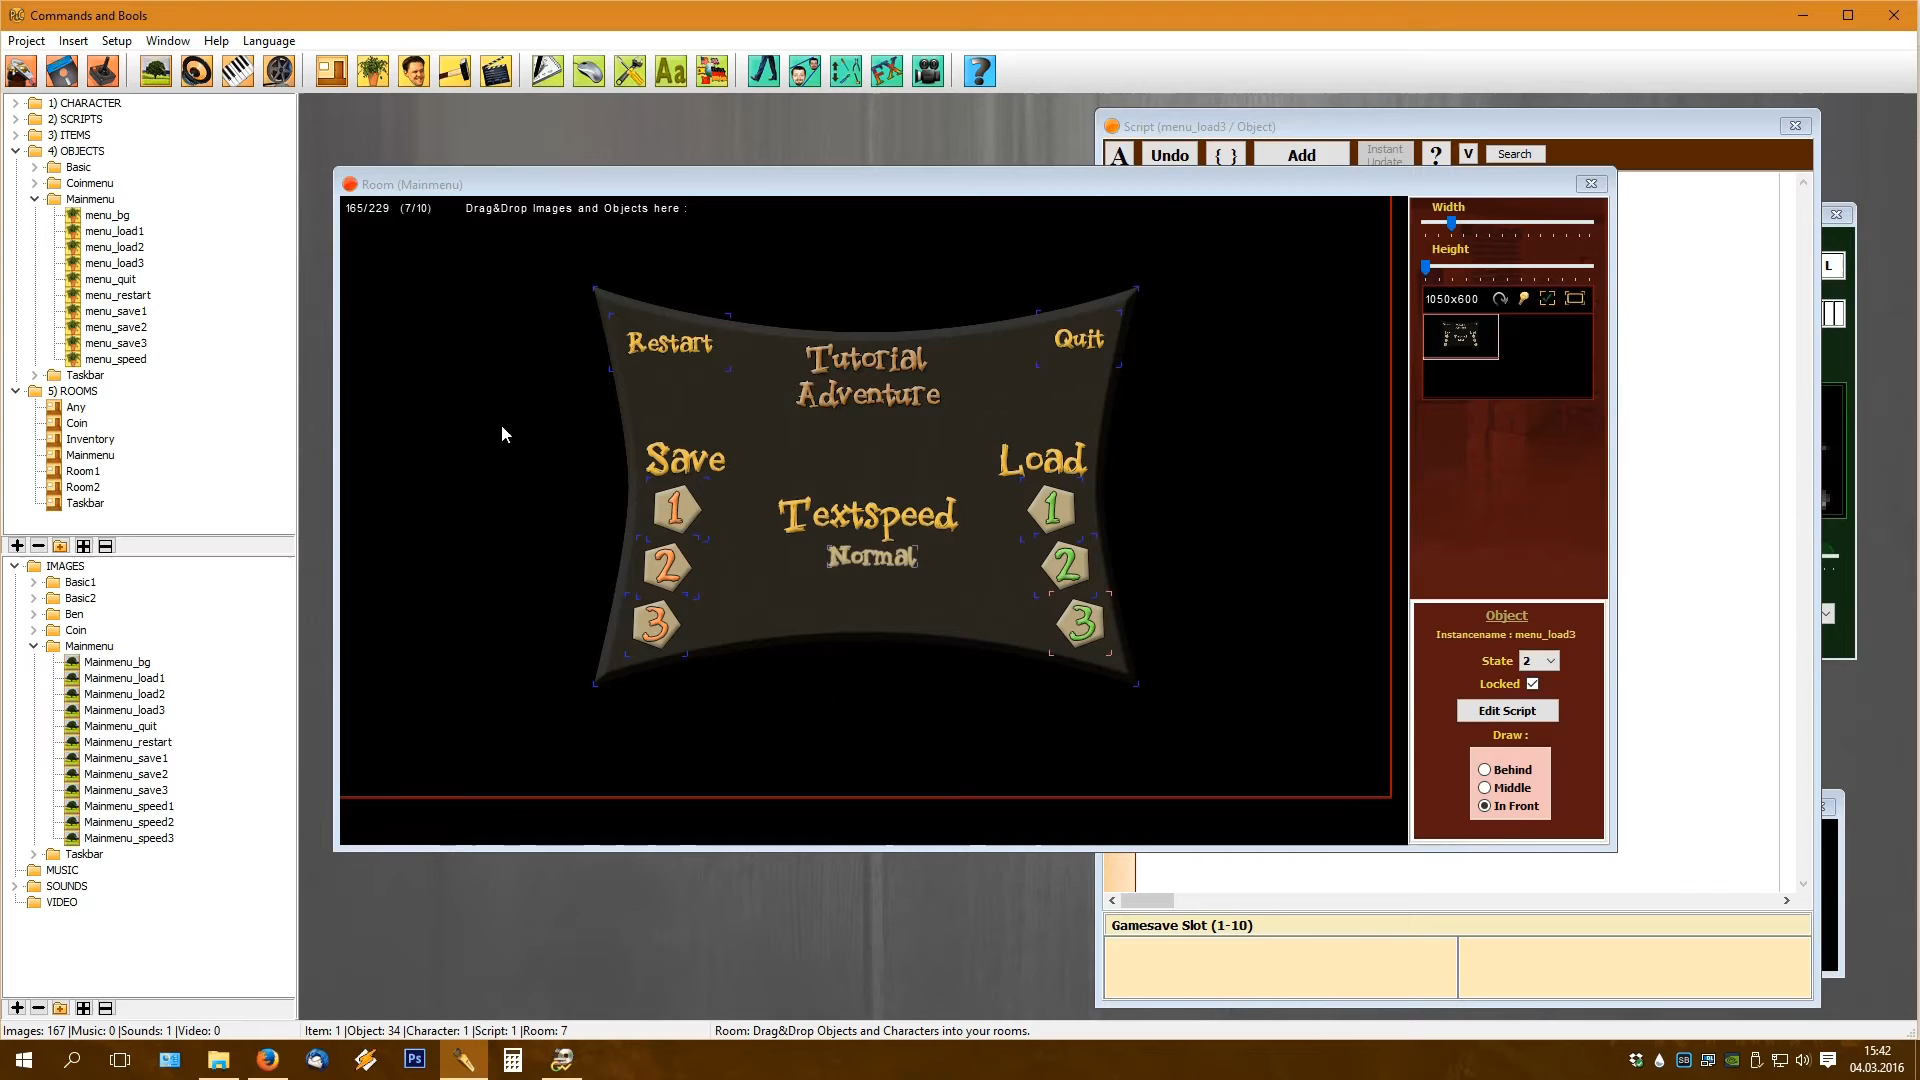 Commands and Bools
Project Insert Setup Window Help Language
Aa FX ?
1) CHARACTER
2) SCRIPTS
3) ITEMS
4) OBJECTS
Basic
Coinmenu
Mainmenu
menu_bg
menu_load1
menu_load2
menu_load3
menu_quit
menu_restart
menu_save1
menu_save2
menu_save3
menu_speed
Taskbar
5) ROOMS
Any
Coin
Inventory
Mainmenu
Room1
Room2
Taskbar
IMAGES
Basic1
Basic2
Ben
Coin
Mainmenu
Mainmenu_bg
Mainmenu_load1
Mainmenu_load2
Mainmenu_load3
Mainmenu_quit
Mainmenu_restart
Mainmenu_save1
Mainmenu_save2
Mainmenu_save3
Mainmenu_speed1
Mainmenu_speed2
Mainmenu_speed3
Taskbar
MUSIC
SOUNDS
VIDEO
Script (menu_load3 / Object)
A Undo { } Add Instant Update ? V Search
Room (Mainmenu)
165/229 (7/10) Drag&Drop Images and Objects here :
Restart
Quit
Tutorial
Adventure
Save
Load
1
1
Textspeed
Normal
2
2
3
3
Width
Height
1050x600
Object
Instancename : menu_load3
State 2
Locked
Edit Script
Draw :
Behind
Middle
In Front
L
Gamesave Slot (1-10)
Images: 167 |Music: 0 |Sounds: 1 |Video: 0
Item: 1 |Object: 34 |Character: 1 |Script: 1 |Room: 7
Room: Drag&Drop Objects and Characters into your rooms.
Ps
SB
15:42
04.03.2016